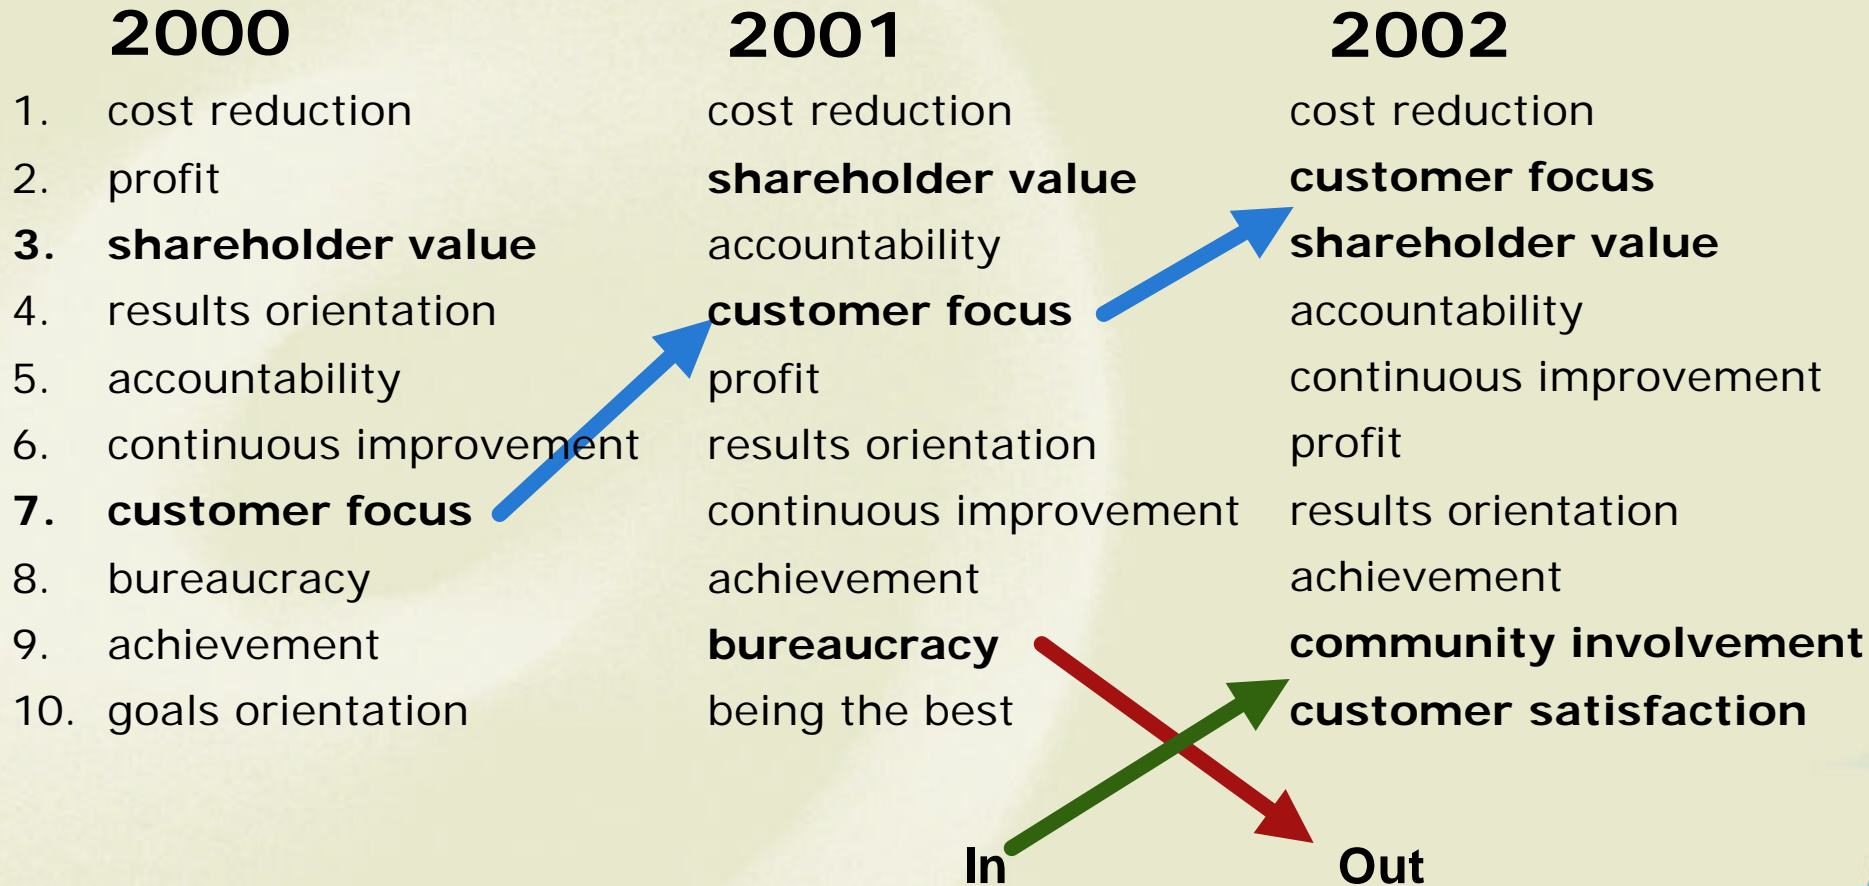 2000 2001 2002
1. cost reduction cost reduction cost reduction
2. profit shareholder value customer focus
3. shareholder value accountability shareholder value
4. results orientation customer focus accountability
5. accountability profit continuous improvement
6. continuous improvement results orientation profit
7. customer focus continuous improvement results orientation
8. bureaucracy achievement achievement
9. achievement bureaucracy community involvement
10. goals orientation being the best customer satisfaction
In Out